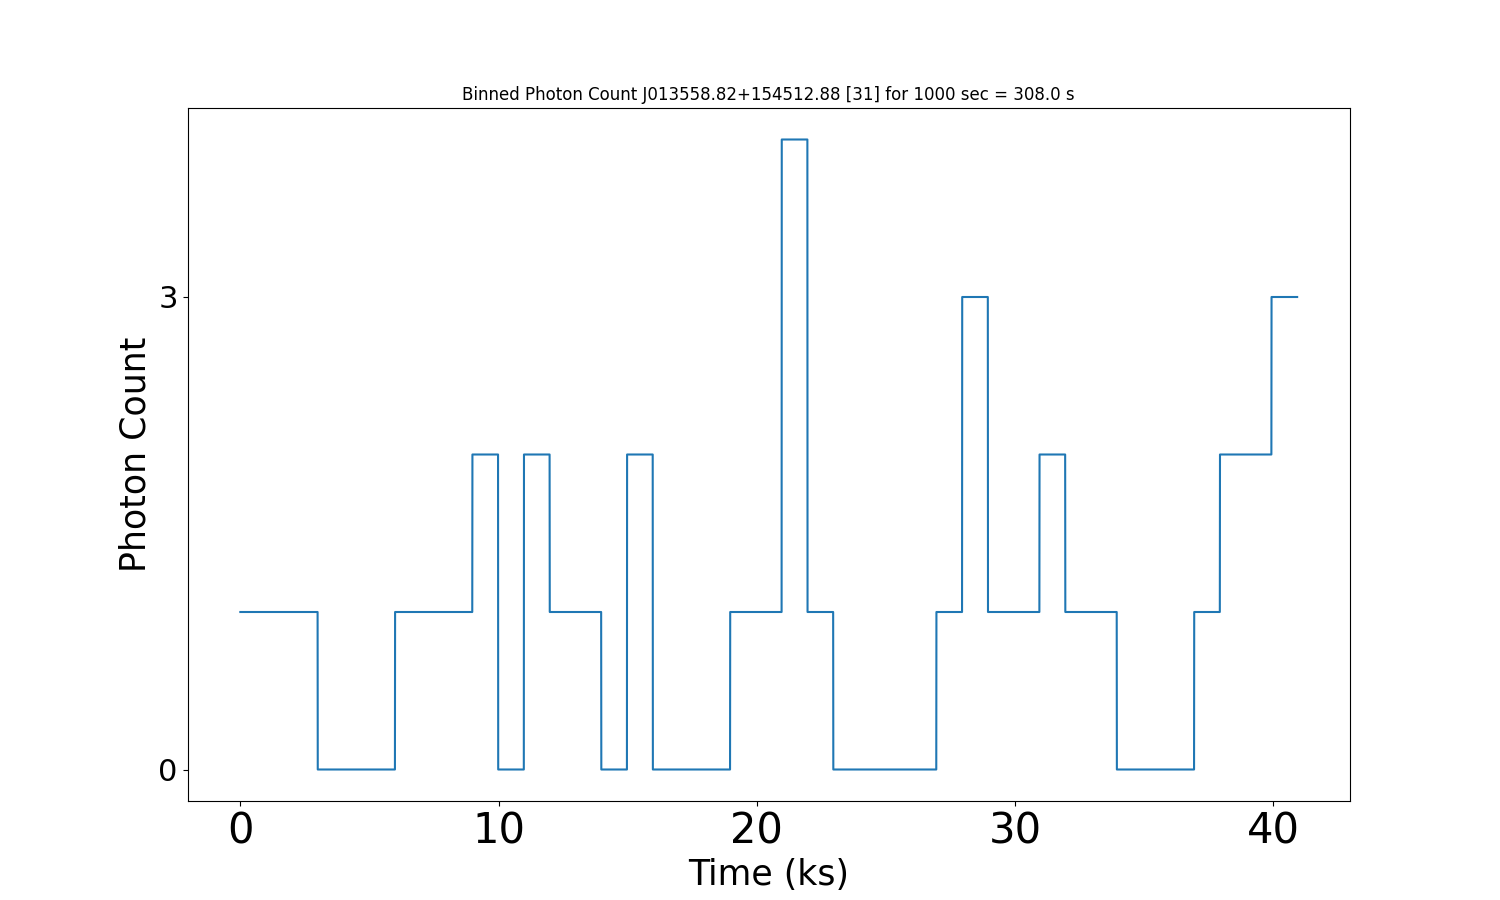 Binned Photon Count J013558.82+154512.88 [31] for 1000 sec = 308.0 s
Photon Count
3
0
0 10 20 30 40
Time (ks)